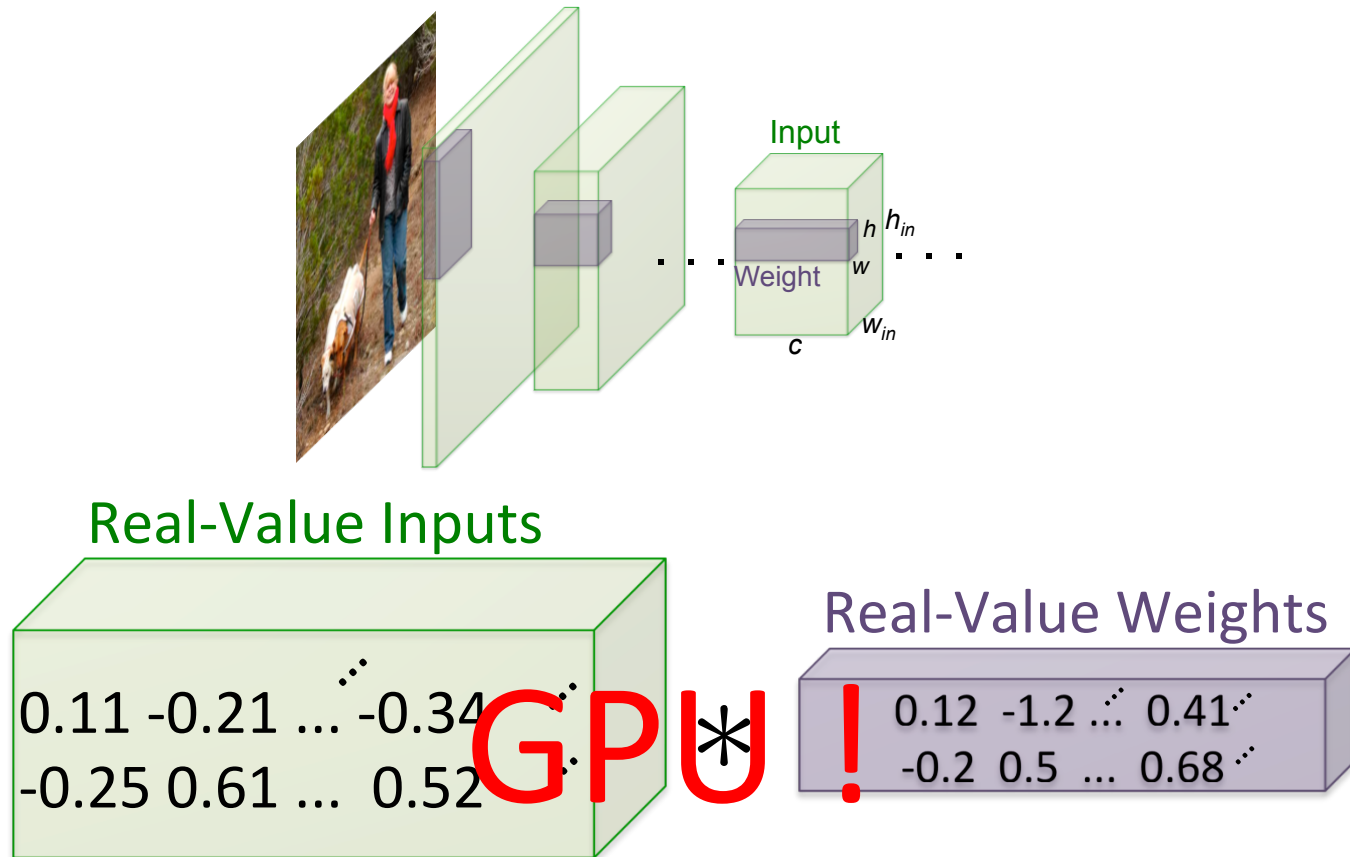 Input
h
h_in
w
Weight
w_in
c
. . .
. . .
Real-Value Inputs
Real-Value Weights
0.11 -0.21 ... -0.34
-0.25 0.61 ... 0.52
GPU !
*
0.12 -1.2 ... 0.41
-0.2 0.5 ... 0.68